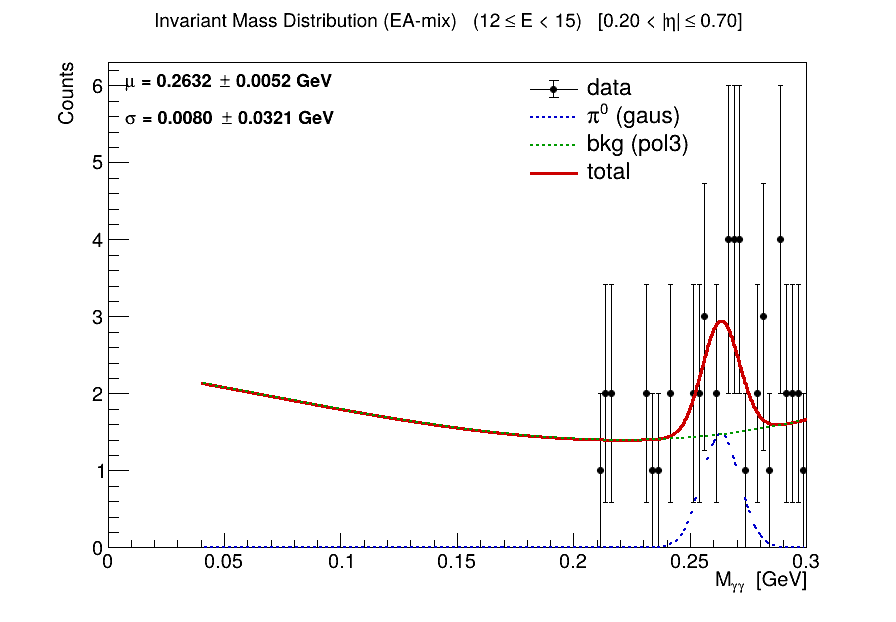 Invariant Mass Distribution (EA-mix) (12 ≤ E < 15) [0.20 < |η| ≤ 0.70]
Counts
μ = 0.2632 ± 0.0052 GeV
σ = 0.0080 ± 0.0321 GeV
data
π⁰ (gaus)
bkg (pol3)
total
6
5
4
3
2
1
0
0 0.05 0.1 0.15 0.2 0.25 0.3
M_γγ [GeV]